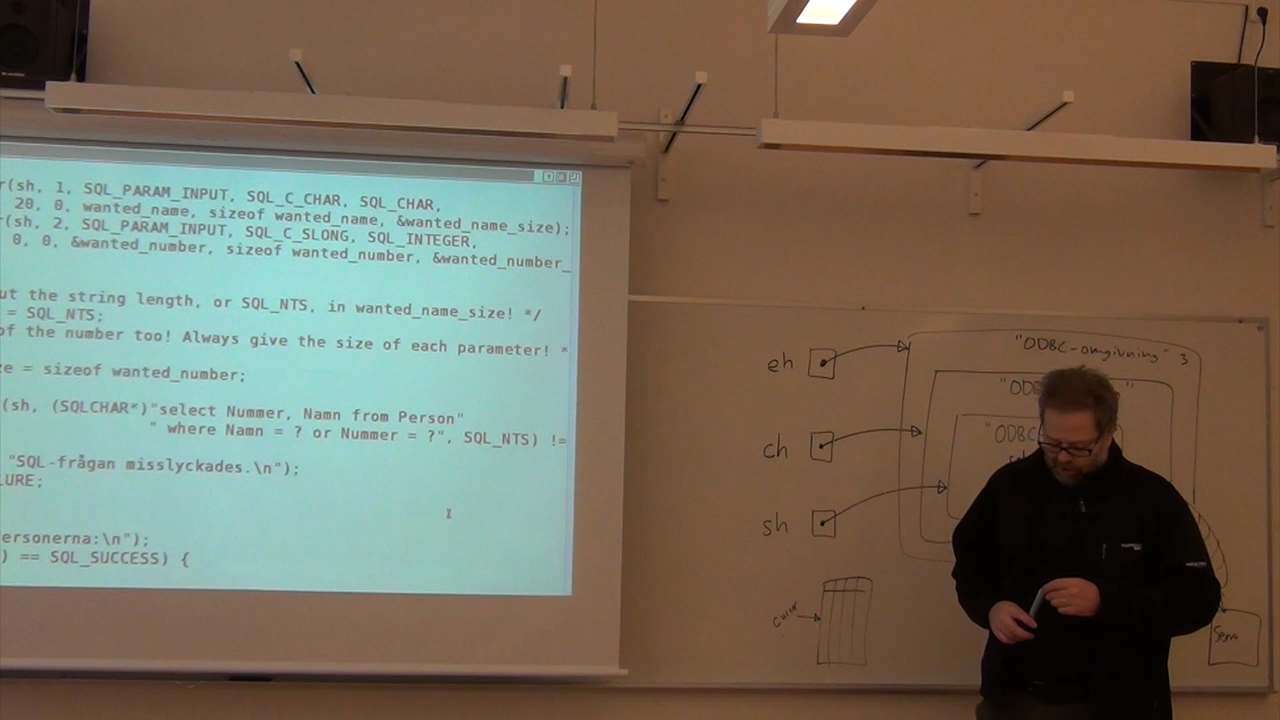 r(sh, 1, SQL_PARAM_INPUT, SQL_C_CHAR, SQL_CHAR,
20, 0, wanted_name, sizeof wanted_name, &wanted_name_size);
r(sh, 2, SQL_PARAM_INPUT, SQL_C_SLONG, SQL_INTEGER,
0, 0, &wanted_number, sizeof wanted_number, &wanted_number_
ut the string length, or SQL_NTS, in wanted_name_size! */
= SQL_NTS;
of the number too! Always give the size of each parameter! *
ze = sizeof wanted_number;
(sh, (SQLCHAR*)"select Nummer, Namn from Person"
" where Namn = ? or Nummer = ?", SQL_NTS) !=
"SQL-frågan misslyckades.\n");
LURE;
ersonerna:\n");
) == SQL_SUCCESS) {
eh
"ODBC-omgivning" 3
"OD
"
ch
"ODBC
sh